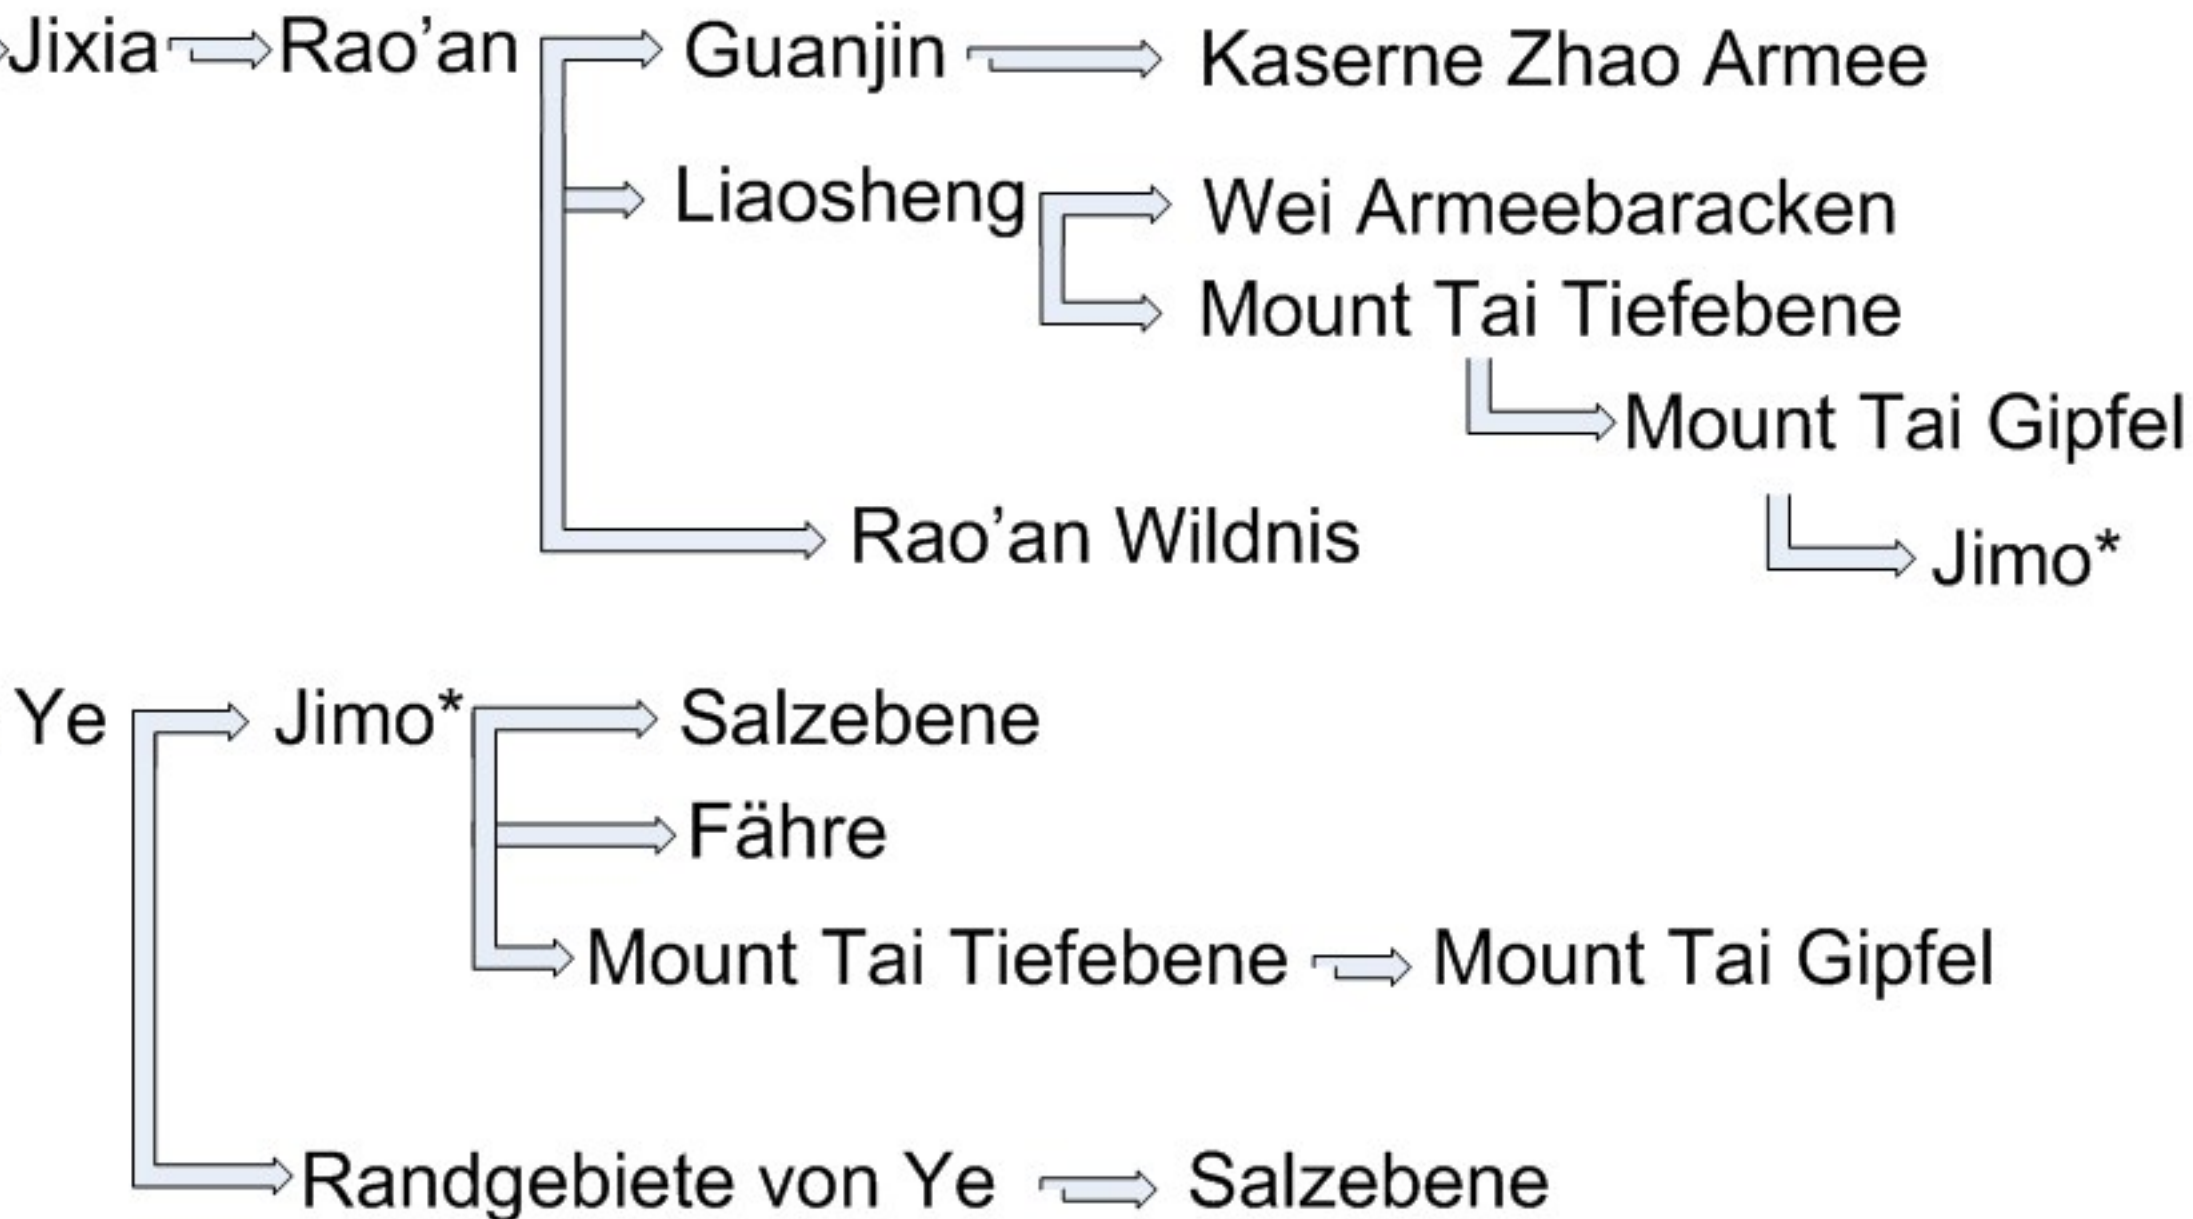 Jixia Rao’an Guanjin Kaserne Zhao Armee
Liaosheng Wei Armeebaracken
Mount Tai Tiefebene
Mount Tai Gipfel
Rao’an Wildnis Jimo*
Ye Jimo* Salzebene
Fähre
Mount Tai Tiefebene Mount Tai Gipfel
Randgebiete von Ye Salzebene